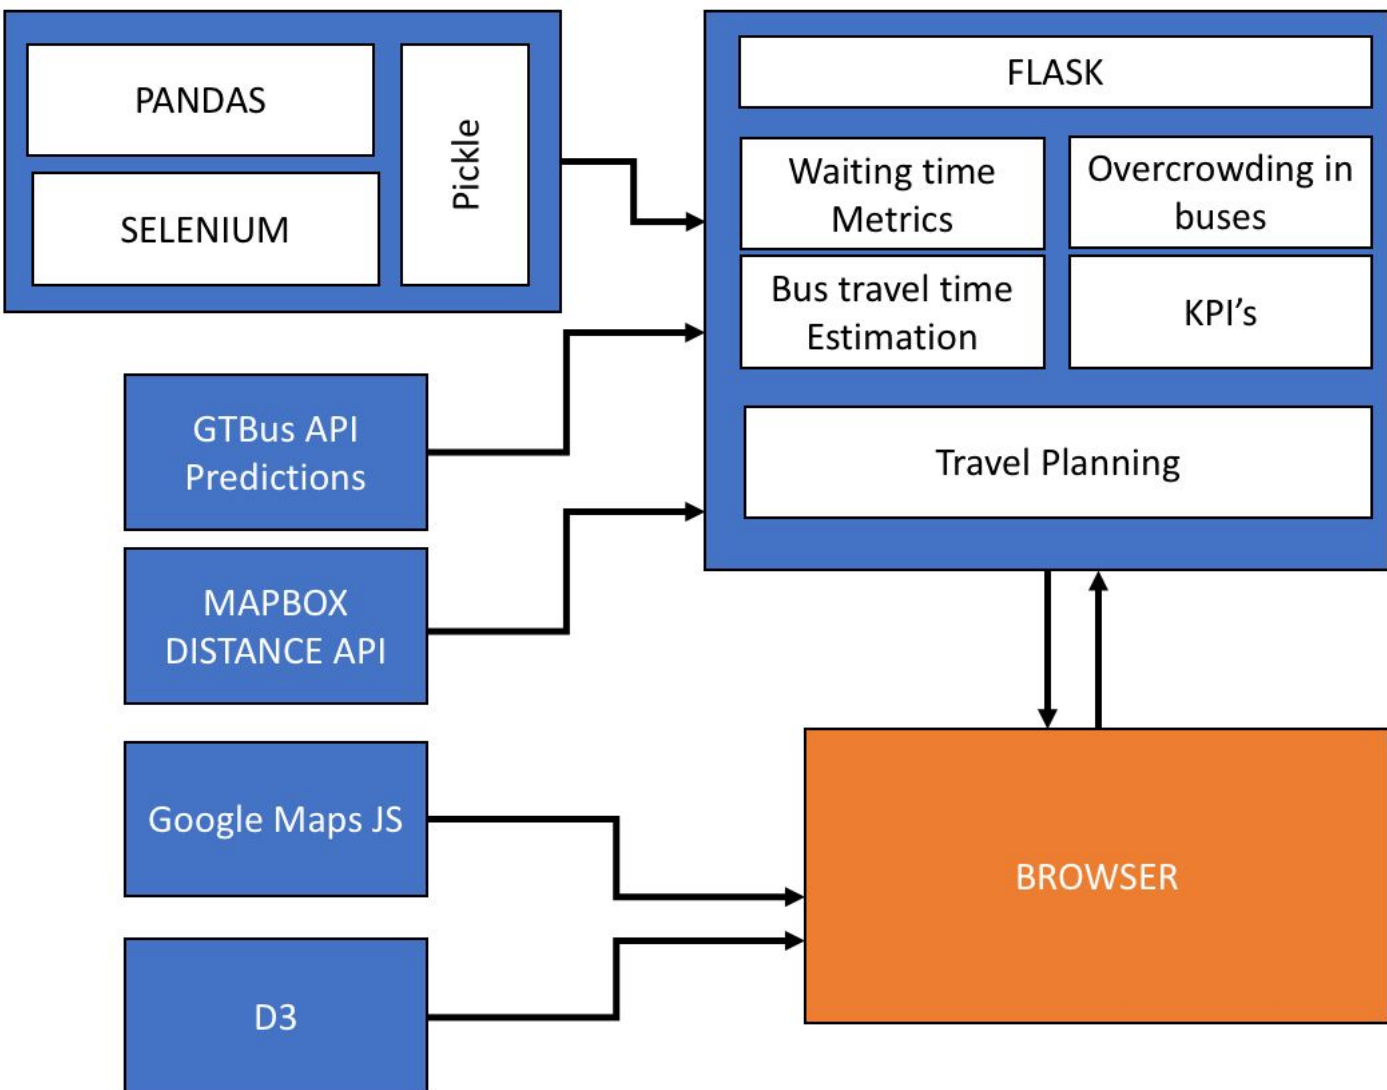 PANDAS
SELENIUM
Pickle
FLASK
Waiting time
Metrics
Overcrowding in
buses
Bus travel time
Estimation
KPI’s
Travel Planning
GTBus API
Predictions
MAPBOX
DISTANCE API
Google Maps JS
D3
BROWSER